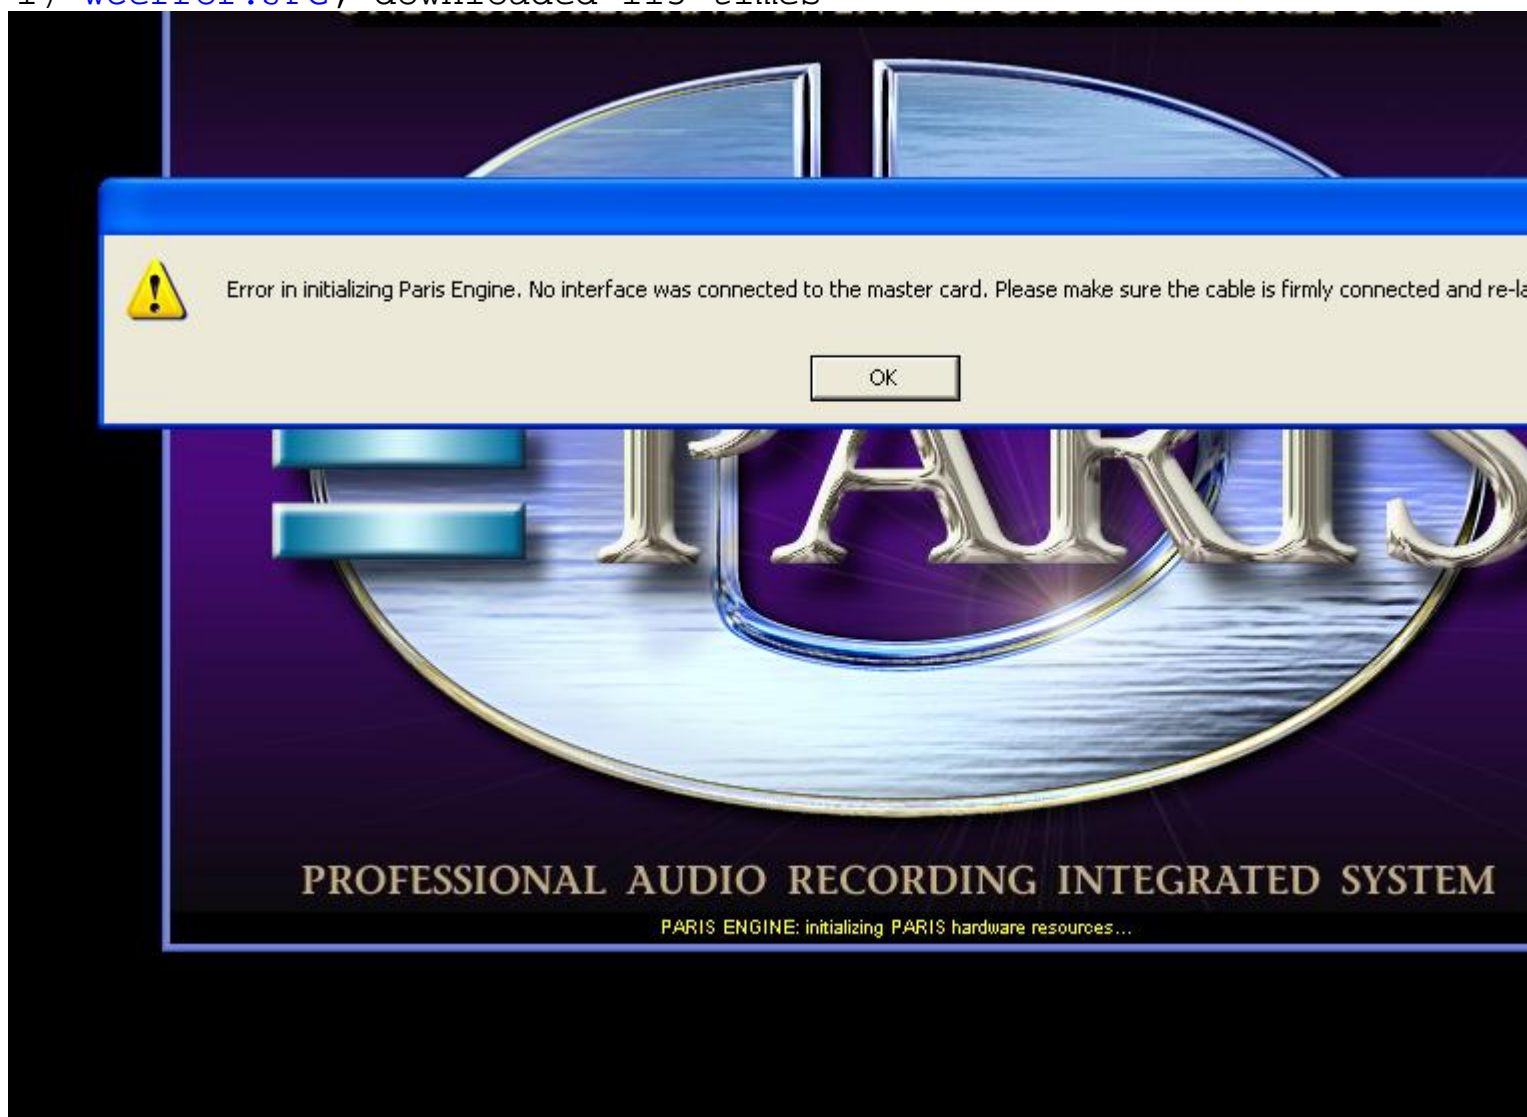 Error in initializing Paris Engine. No interface was connected to the master card. Please make sure the cable is firmly connected and re-la
OK
PARIS
PROFESSIONAL AUDIO RECORDING INTEGRATED SYSTEM
PARIS ENGINE: initializing PARIS hardware resources...